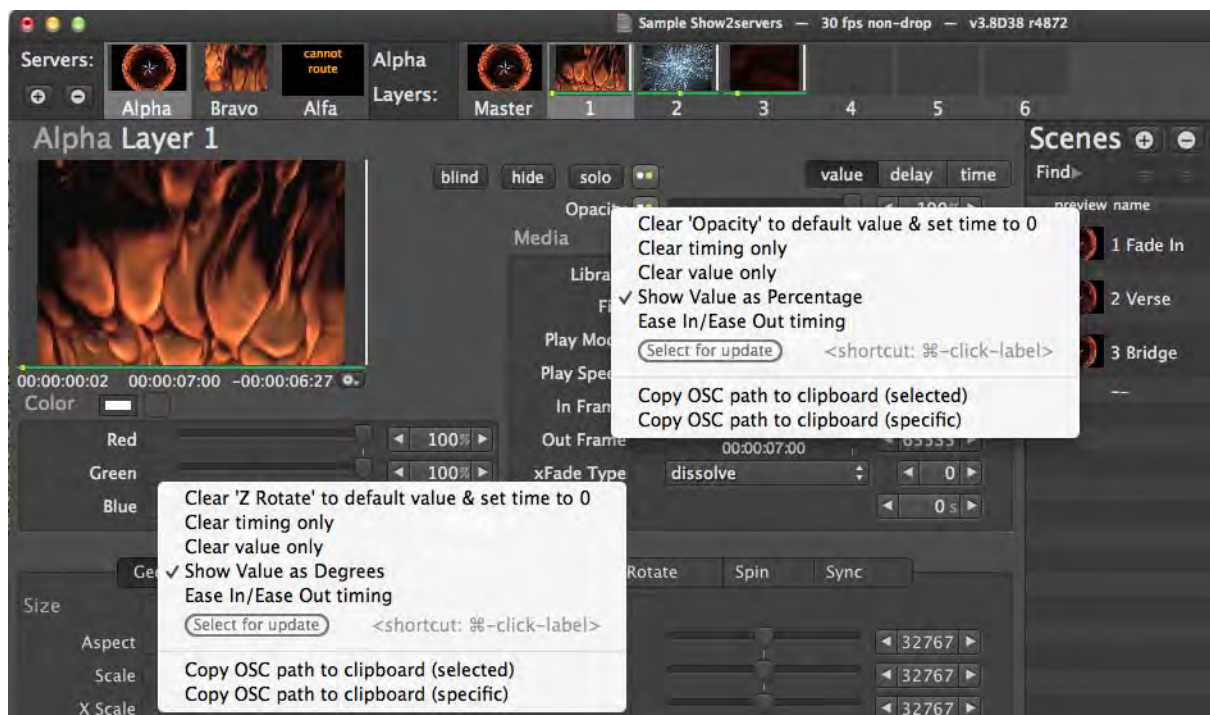 Sample Show2servers — 30 fps non-drop — v3.8D38 r4872
Servers:
cannot route
Alpha Bravo Alfa
Alpha Layers:
Master 1 2 3 4 5 6
Alpha Layer 1
blind hide solo
value delay time
Opacity
100%
Media
Clear 'Opacity' to default value & set time to 0
Clear timing only
Clear value only
✓ Show Value as Percentage
Ease In/Ease Out timing
Select for update <shortcut: ⌘-click-label>
Copy OSC path to clipboard (selected)
Copy OSC path to clipboard (specific)
Scenes
Find
preview name
1 Fade In
2 Verse
3 Bridge
Play Mod
Play Spee
In Fram
00:00:00:02 00:00:07:00 -00:00:06:27
Color
Red 100%
Green 100%
Blue
Out Frame 00:00:07:00 65535
xFade Type dissolve 0
0 s
Clear 'Z Rotate' to default value & set time to 0
Clear timing only
Clear value only
✓ Show Value as Degrees
Ease In/Ease Out timing
Select for update <shortcut: ⌘-click-label>
Copy OSC path to clipboard (selected)
Copy OSC path to clipboard (specific)
Rotate Spin Sync
Size
Aspect 32767
Scale 32767
X Scale 32767